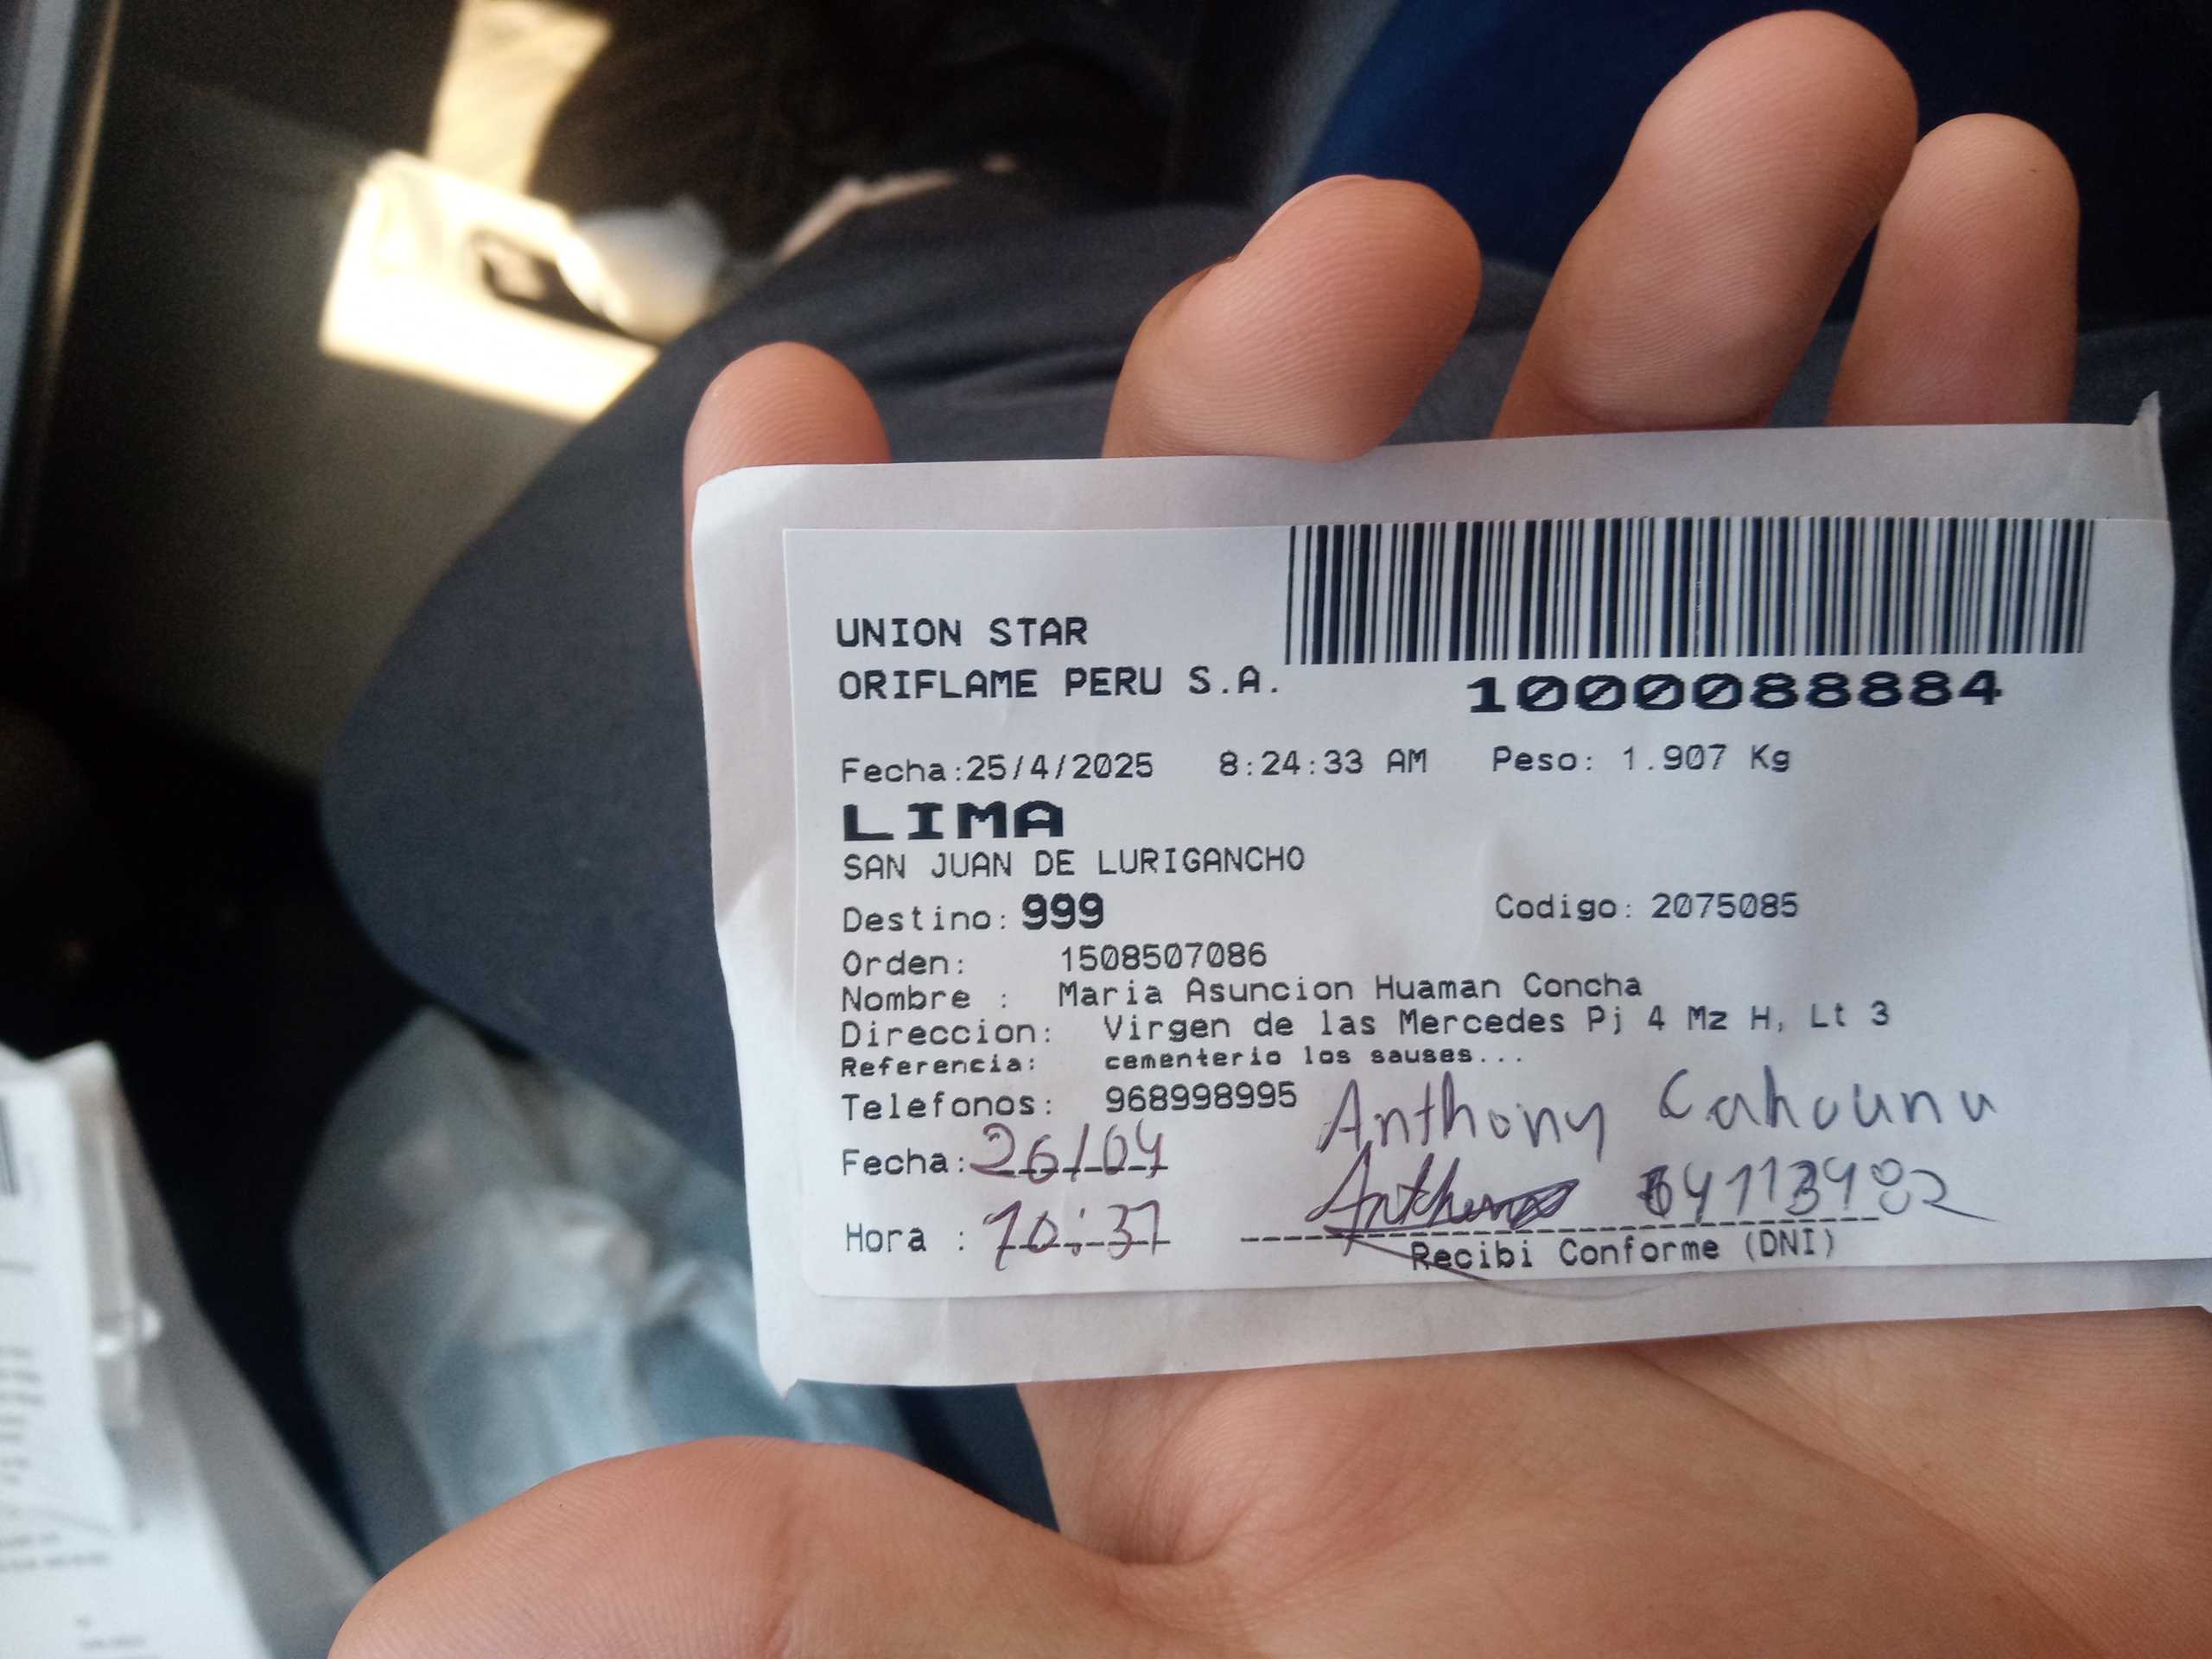 UNION STAR
ORIFLAME PERU S.A.
1000088884
Fecha:25/4/2025 8:24:33 AM Peso: 1.907 Kg
LIMA
SAN JUAN DE LURIGANCHO
Destino: 999 Codigo: 2075085
Orden: 1508507086
Nombre : Maria Asuncion Huaman Concha
Direccion: Virgen de las Mercedes Pj 4 Mz H, Lt 3
Referencia: cementerio los sauses...
Telefonos: 968998995
Anthony
Fecha: 26/04
Hora : 10:37
Recibi Conforme (DNI)